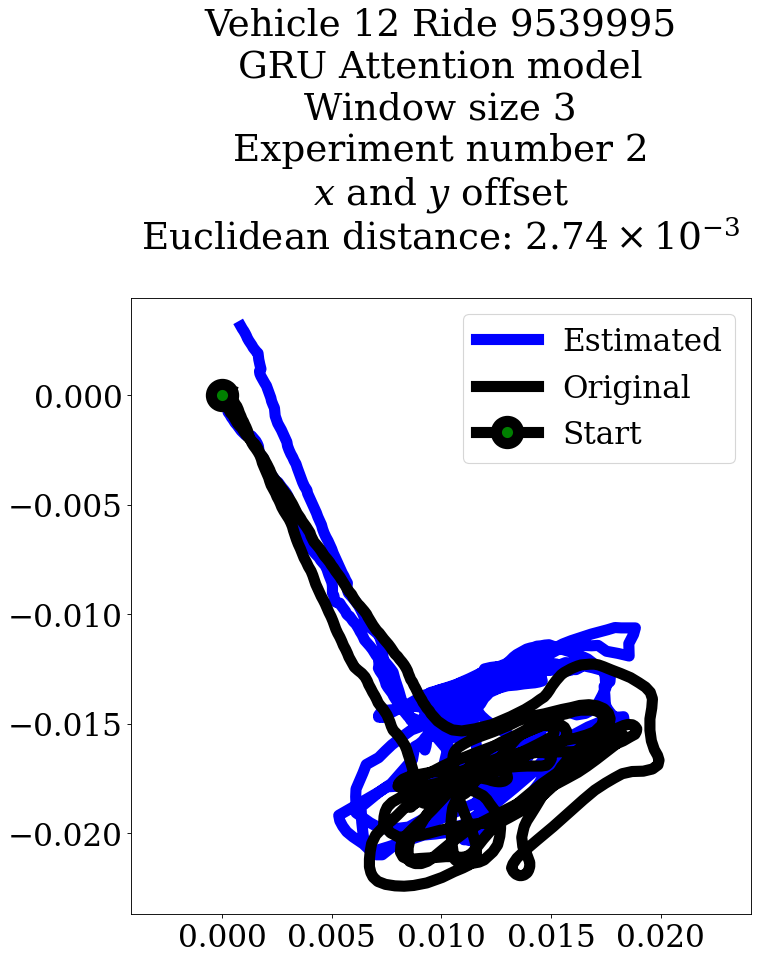 Vehicle 12 Ride 9539995
GRU Attention model
Window size 3
Experiment number 2
x and y offset
Euclidean distance: 2.74 × 10⁻³
Estimated
Original
Start
0.000
−0.005
−0.010
−0.015
−0.020
0.000 0.005 0.010 0.015 0.020